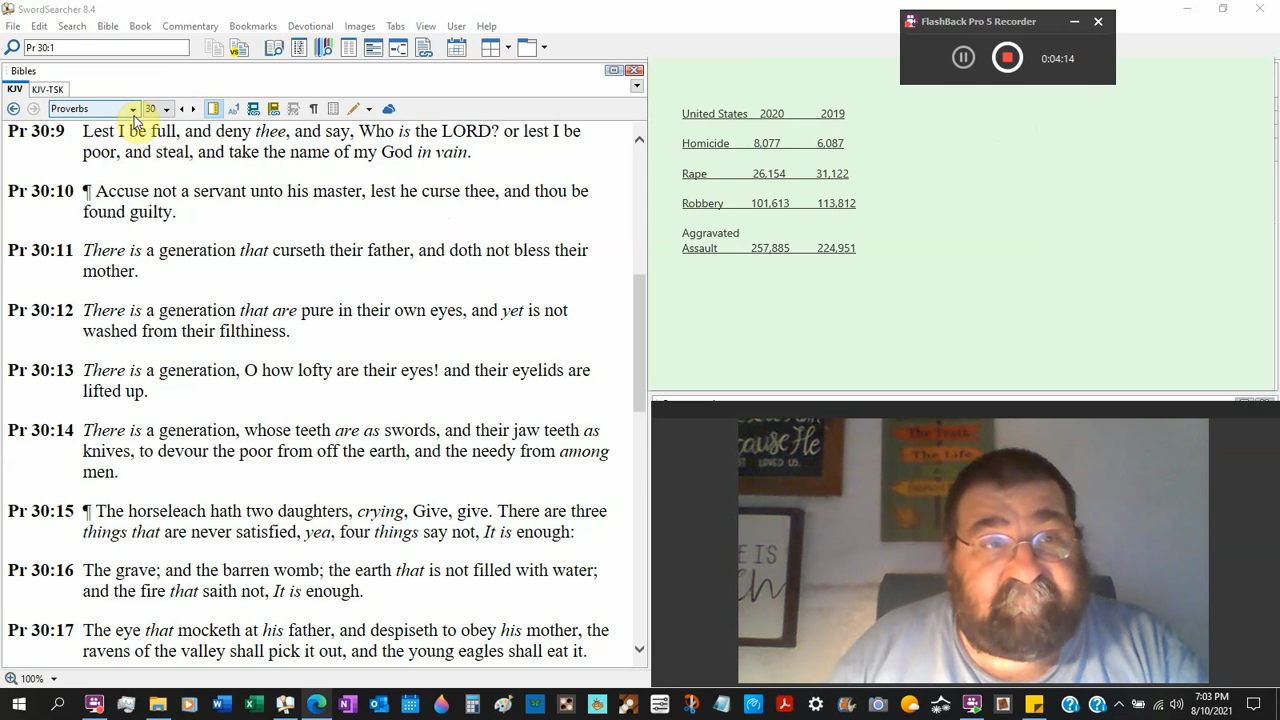 SwordSearcher 8.4
File Edit Search Bible Book Commentary Bookmarks Devotional Images Tabs View User Help
Pr 30:1
VS
Bibles
KJV KJV-TSK
Proverbs 30
Pr 30:9 Lest I be full, and deny thee, and say, Who is the LORD? or lest I be
poor, and steal, and take the name of my God in vain.
Pr 30:10 ¶ Accuse not a servant unto his master, lest he curse thee, and thou be
found guilty.
Pr 30:11 There is a generation that curseth their father, and doth not bless their
mother.
Pr 30:12 There is a generation that are pure in their own eyes, and yet is not
washed from their filthiness.
Pr 30:13 There is a generation, O how lofty are their eyes! and their eyelids are
lifted up.
Pr 30:14 There is a generation, whose teeth are as swords, and their jaw teeth as
knives, to devour the poor from off the earth, and the needy from among
men.
Pr 30:15 ¶ The horseleach hath two daughters, crying, Give, give. There are three
things that are never satisfied, yea, four things say not, It is enough:
Pr 30:16 The grave; and the barren womb; the earth that is not filled with water;
and the fire that saith not, It is enough.
Pr 30:17 The eye that mocketh at his father, and despiseth to obey his mother, the
ravens of the valley shall pick it out, and the young eagles shall eat it.
100%
FlashBack Pro 5 Recorder
0:04:14
United States 2020 2019
Homicide 8,077 6,087
Rape 26,154 31,122
Robbery 101,613 113,812
Aggravated
Assault 257,885 224,951
cause He
ST LOVED US.
The Truth
The Life
E IS
7:03 PM
8/10/2021